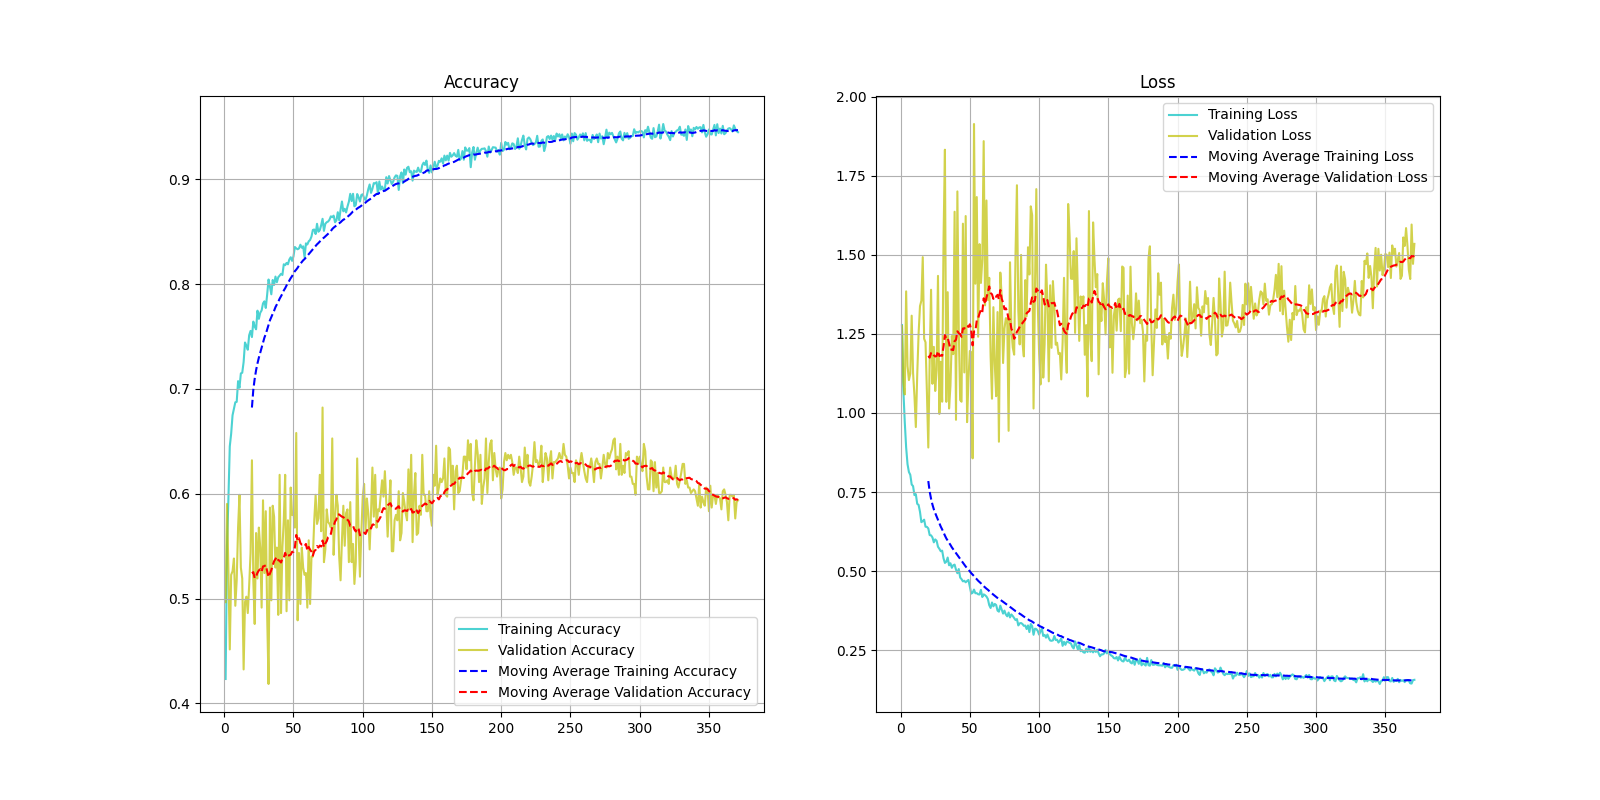 Accuracy
0.9
0.8
0.7
0.6
0.5
0.4
0 50 100 150 200 250 300 350
Training Accuracy
Validation Accuracy
Moving Average Training Accuracy
Moving Average Validation Accuracy
Loss
2.00
1.75
1.50
1.25
1.00
0.75
0.50
0.25
0 50 100 150 200 250 300 350
Training Loss
Validation Loss
Moving Average Training Loss
Moving Average Validation Loss